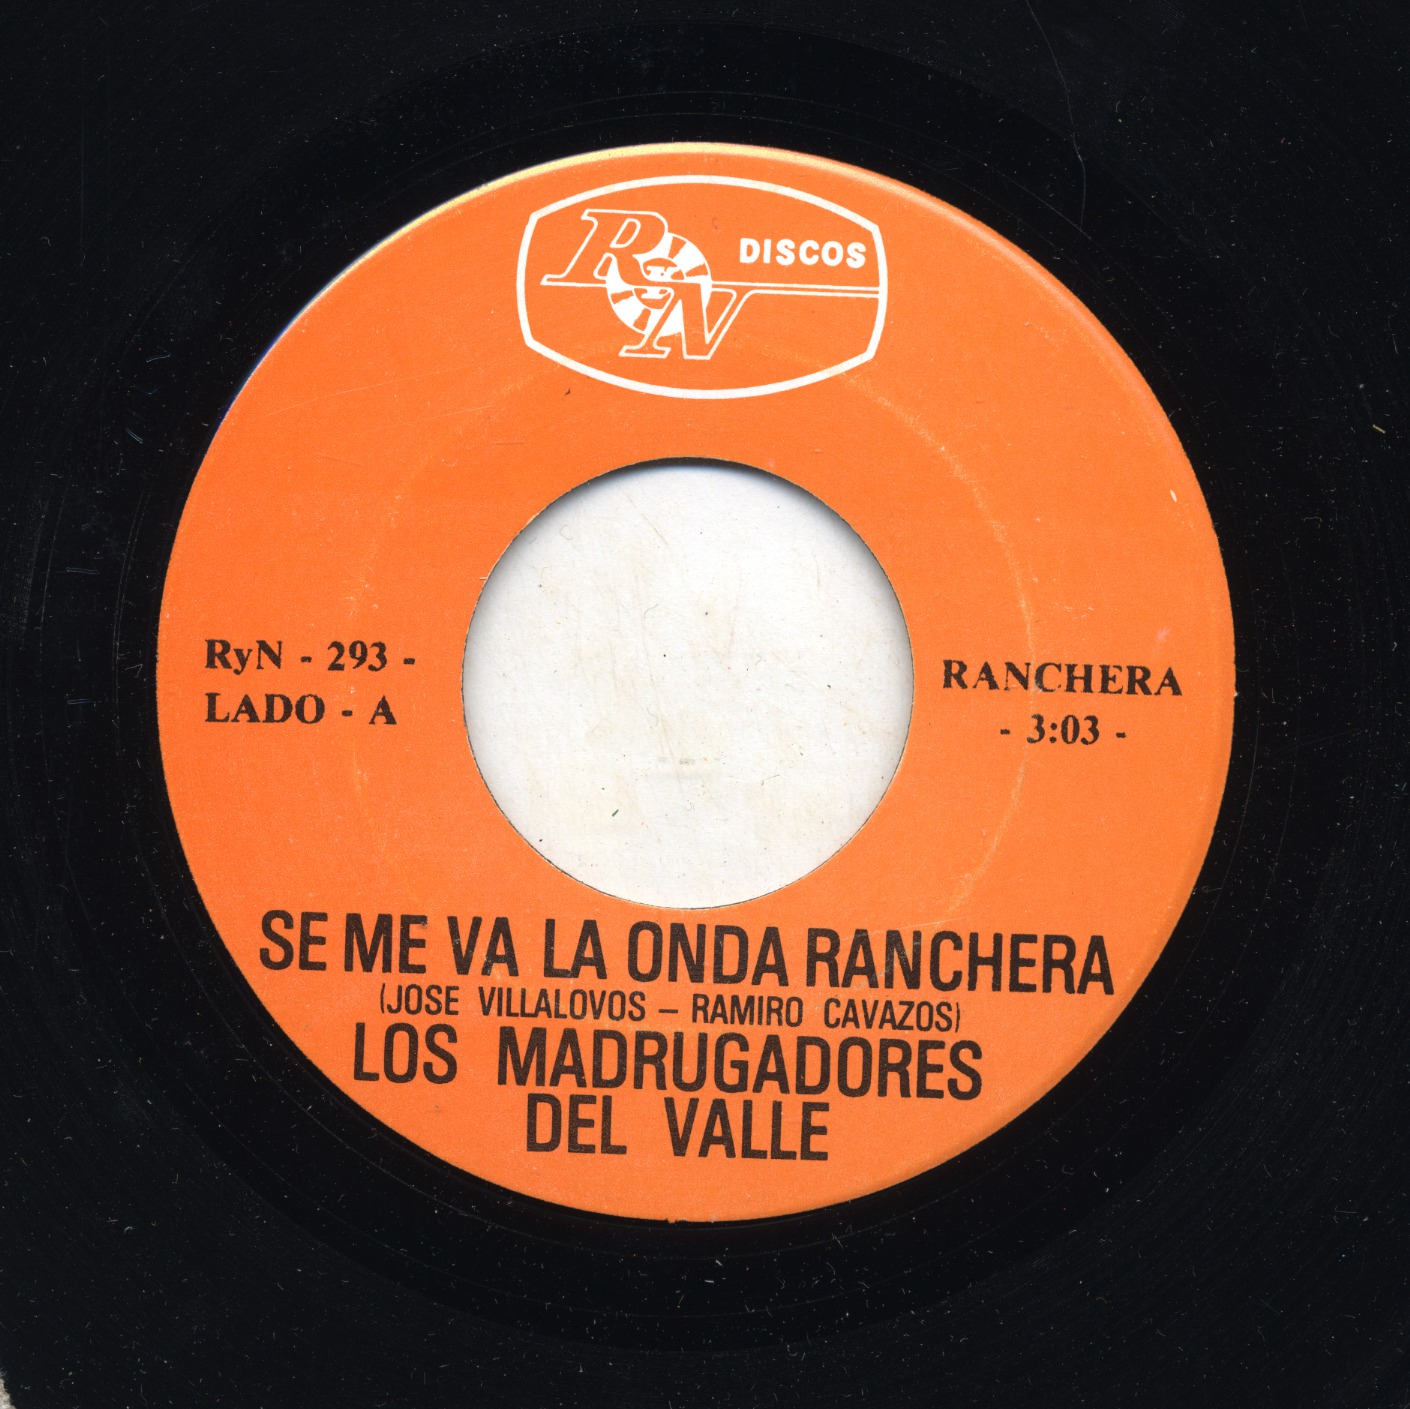 RN DISCOS
RyN - 293 -
LADO - A
RANCHERA
- 3:03 -
SE ME VA LA ONDA RANCHERA
(JOSE VILLALOVOS – RAMIRO CAVAZOS)
LOS MADRUGADORES
DEL VALLE